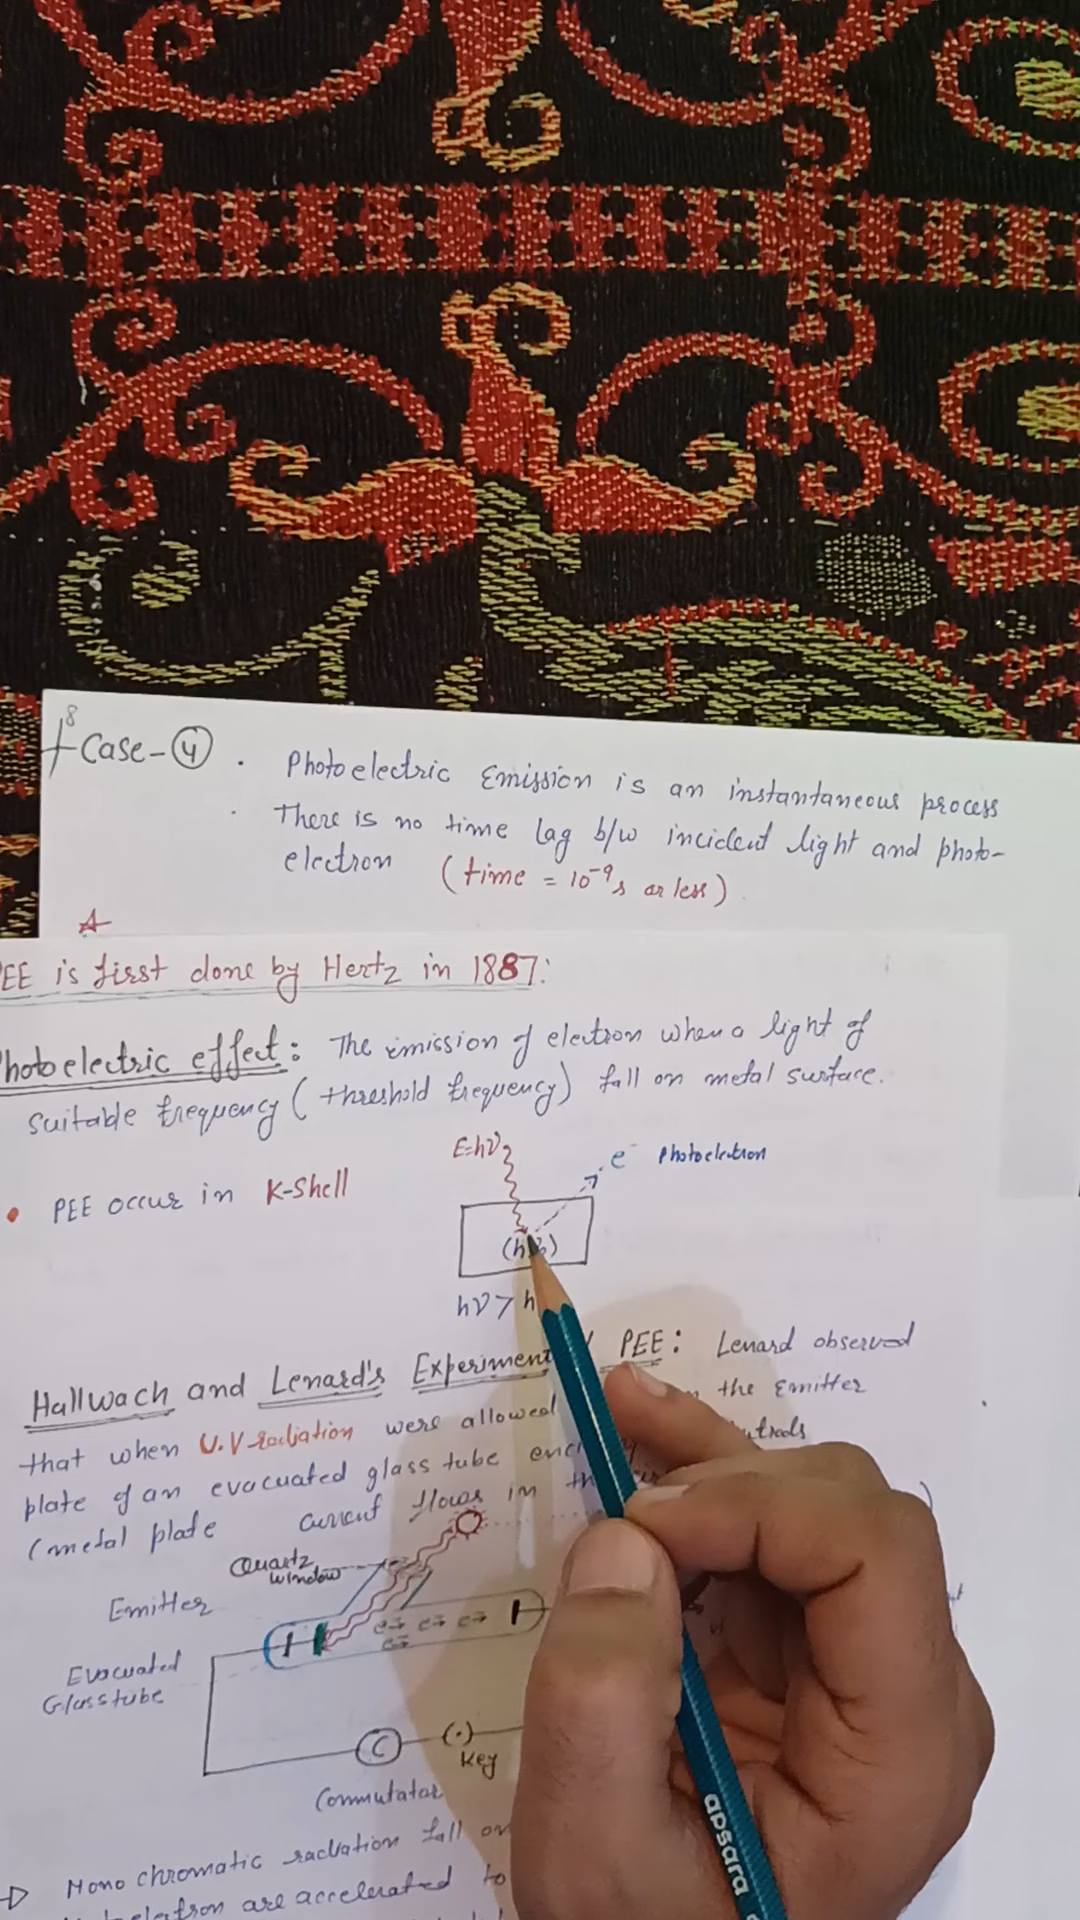 8
Case-4 . Photoelectric Emission is an instantaneous process
. There is no time lag b/w incident light and photo-
electron (time = 10⁻⁹s or less).
EE is first done by Hertz in 1887:
hotoelectric effect: The emission of electron when a light of
suitable frequency (threshold frequency) fall on metal surface.
E=hν
e⁻ Photoelectron
• PEE occur in K-Shell
hν > h
Hallwach and Lenard's Experiment PEE: Lenard observed
that when U.V radiation were allowed the Emitter
plate of an evacuated glass tube
(metal plate current flows in
Quartz
window
Emitter
e→ e→ e→
e→
Evacuated
Glass tube
C
(·)
Key
Commutator
→ Mono chromatic radiation fall on
are accelerated to
apsara